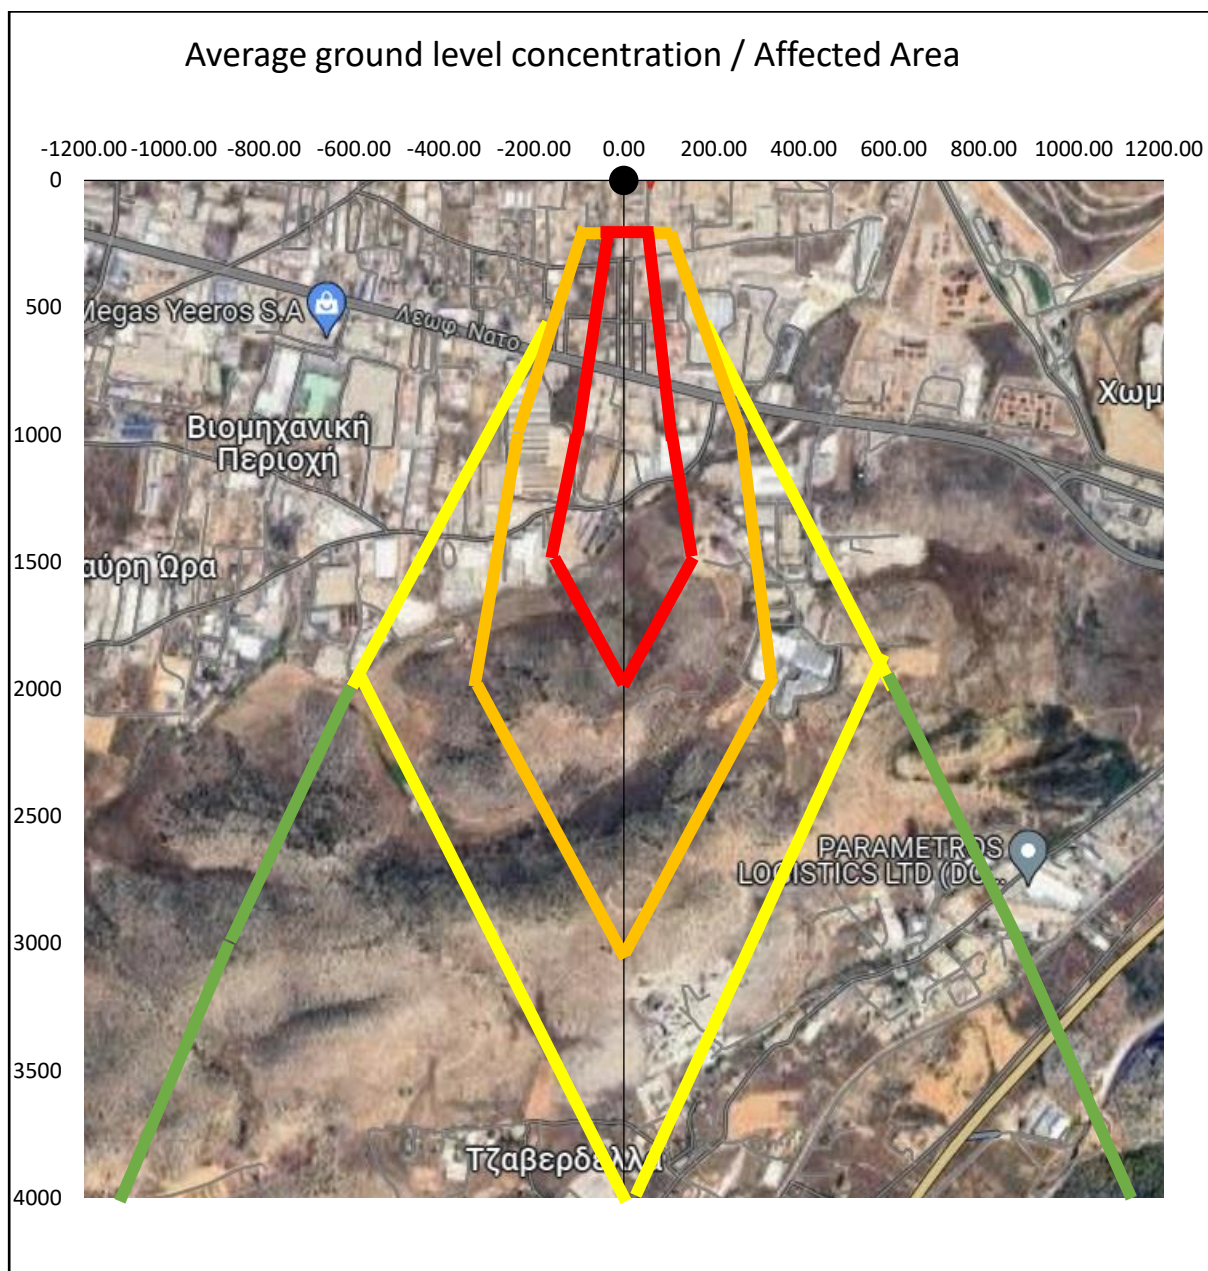 Average ground level concentration / Affected Area
-1200.00 -1000.00 -800.00 -600.00 -400.00 -200.00 0.00 200.00 400.00 600.00 800.00 1000.00 1200.00
0
500
Megas Yeeros S.A
Λεωφ. Νατο
Χωμ
1000
Βιομηχανική
Περιοχή
1500
αύρη Ώρα
2000
2500
PARAMETROS
LOGISTICS LTD (DC...
3000
3500
Τζαβερδελλα
4000